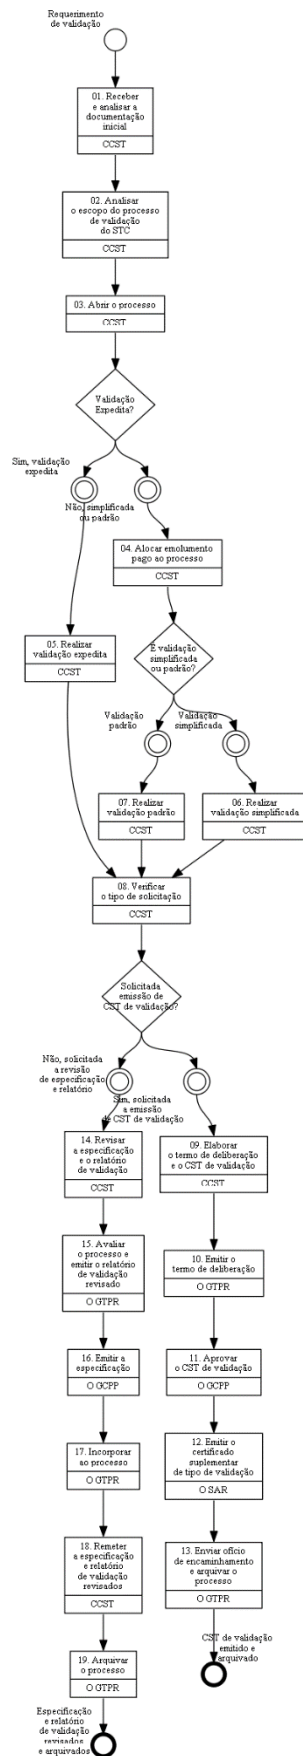 Requerimento
de validação
01. Receber
e analisar a
documentação
inicial
CCST
02. Analisar
o escopo do processo
de validação
do STC
CCST
03. Abrir o processo
CCST
Validação
Expedita?
Sim, validação
expedita
Não, simplificada
ou padrão
04. Alocar emolumento
pago ao processo
CCST
05. Realizar
validação expedita
CCST
É validação
simplificada
ou padrão?
Validação
padrão
Validação
simplificada
07. Realizar
validação padrão
CCST
06. Realizar
validação simplificada
CCST
08. Verificar
o tipo de solicitação
CCST
Solicitada
emissão de
CST de validação?
Não, solicitada
a revisão
de especificação
e relatório
Sim, solicitada
a emissão
de CST de validação
14. Revisar
a especificação
e o relatório
de validação
CCST
09. Elaborar
o termo de deliberação
e o CST de validação
CCST
15. Avaliar
o processo e
emitir o relatório
de validação
revisado
O GTPR
10. Emitir o
termo de deliberação
O GTPR
16. Emitir a
especificação
O GCPP
11. Aprovar
o CST de validação
O GCPP
17. Incorporar
ao processo
O GTPR
12. Emitir o
certificado
suplementar
de tipo de validação
O SAR
18. Remeter
a especificação
e relatório
de validação
revisados
CCST
13. Enviar ofício
de encaminhamento
e arquivar o
processo
O GTPR
19. Arquivar
o processo
O GTPR
CST de validação
emitido e
arquivado
Especificação
e relatório
de validação
revisados
e arquivados